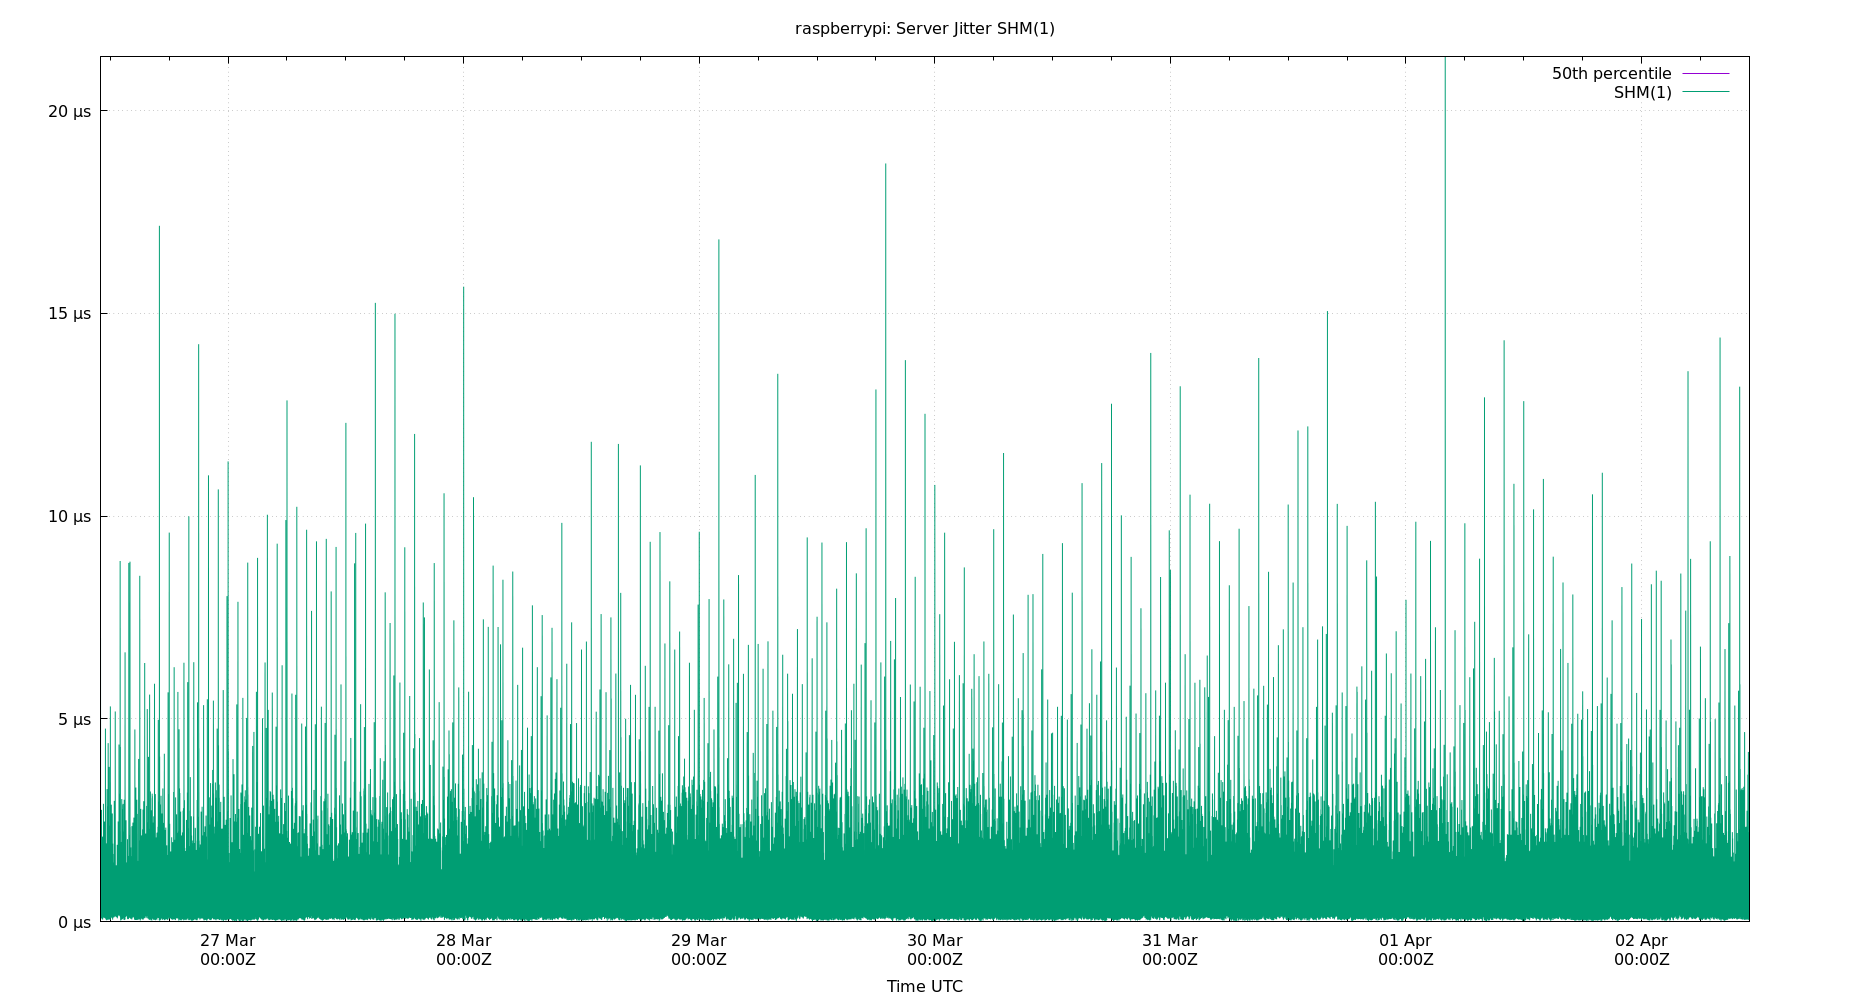 raspberrypi: Server Jitter SHM(1)
50th percentile
SHM(1)
20 µs
15 µs
10 µs
5 µs
0 µs
27 Mar 28 Mar 29 Mar 30 Mar 31 Mar 01 Apr 02 Apr
00:00Z 00:00Z 00:00Z 00:00Z 00:00Z 00:00Z 00:00Z
Time UTC